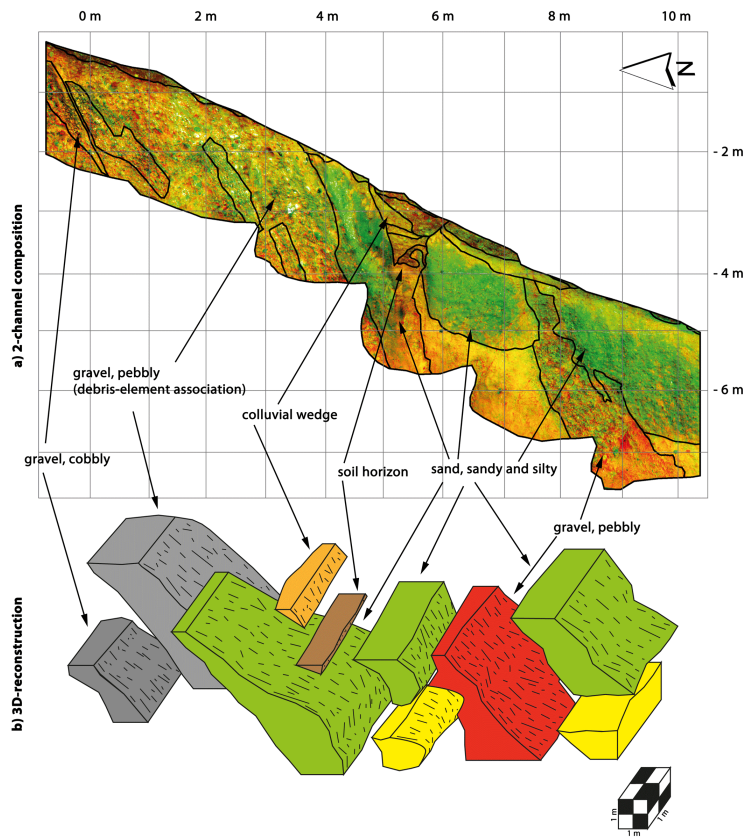 0 m 2 m 4 m 6 m 8 m 10 m
N
- 2 m
- 4 m
- 6 m
a) 2-channel composition
gravel, pebbly
(debris-element association)
colluvial wedge
gravel, cobbly
soil horizon
sand, sandy and silty
gravel, pebbly
b) 3D-reconstruction
1 m
1 m
1 m